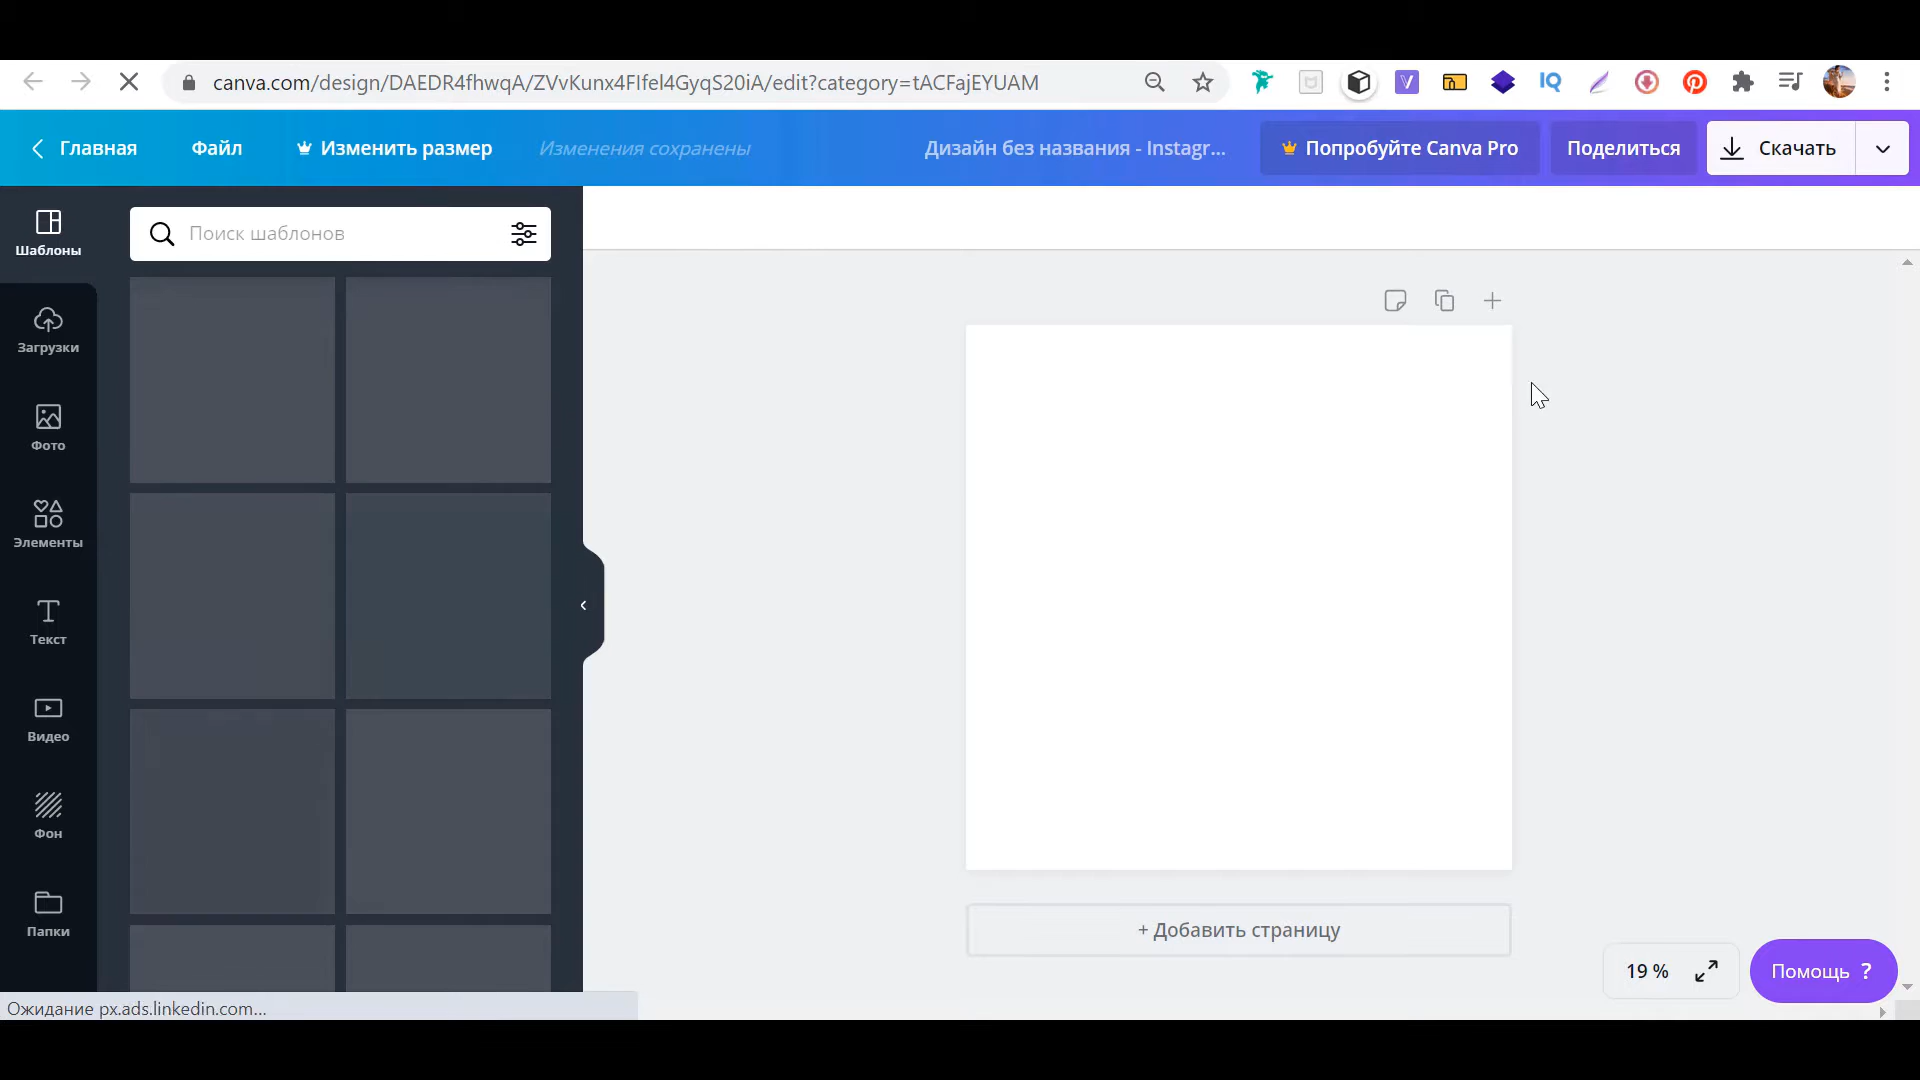 canva.com/design/DAEDR4fhwqA/ZVvKunx4FIfel4GyqS20iA/edit?category=tACFajEYUAM
V
IQ
Главная
Файл
Изменить размер
Изменения сохранены
Дизайн без названия - Instagr...
Попробуйте Canva Pro
Поделиться
Скачать
Шаблоны
Поиск шаблонов
Загрузки
Фото
Элементы
Текст
Видео
Фон
Папки
+ Добавить страницу
19 %
Помощь ?
Ожидание px.ads.linkedin.com...